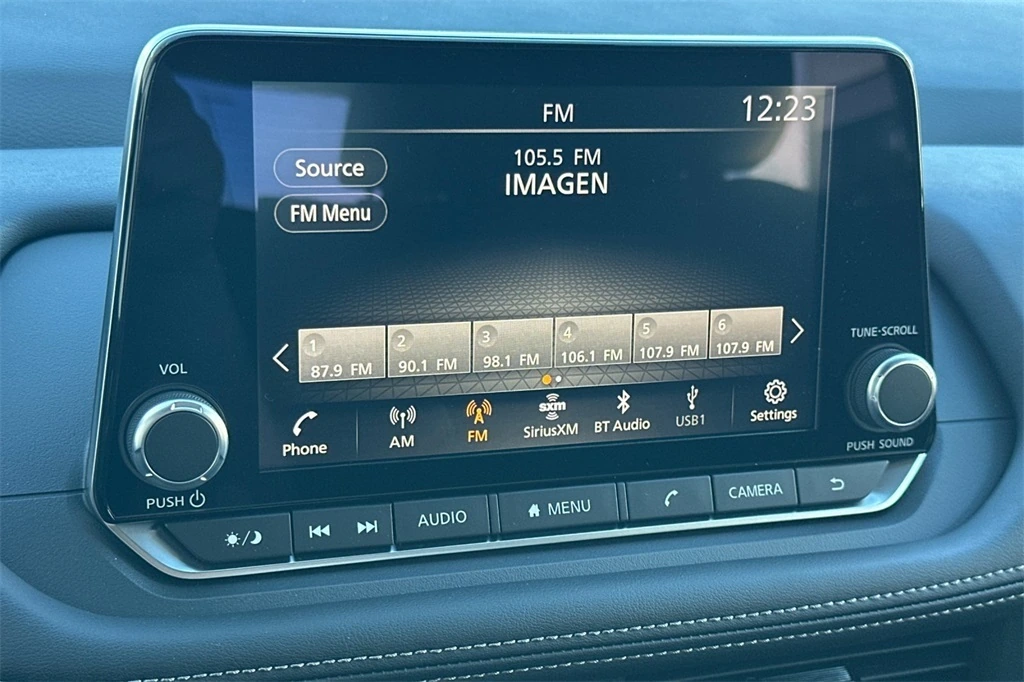 FM 12:23
105.5 FM
IMAGEN
Source
FM Menu
1 2 3 4 5 6
87.9 FM 90.1 FM 98.1 FM 106.1 FM 107.9 FM 107.9 FM
sxm
Phone AM FM SiriusXM BT Audio USB1 Settings
VOL
PUSH
TUNE·SCROLL
PUSH SOUND
AUDIO MENU CAMERA